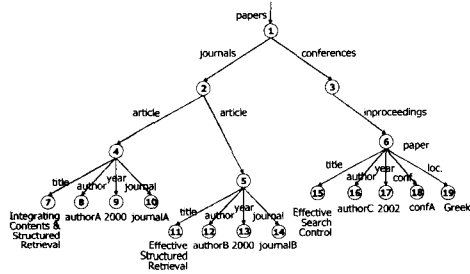 papers
1
journals conferences
2 3
article article inproceedings
4 6 paper
title author year journal 5 title author year conf. loc.
7 8 9 10 title author year journal 15 16 17 18 19
Integrating Contents & Structured Retrieval authorA 2000 journalA 11 12 13 14 Effective Search Control authorC 2002 confA Greek
Effective Structured Retrieval authorB 2000 journalB